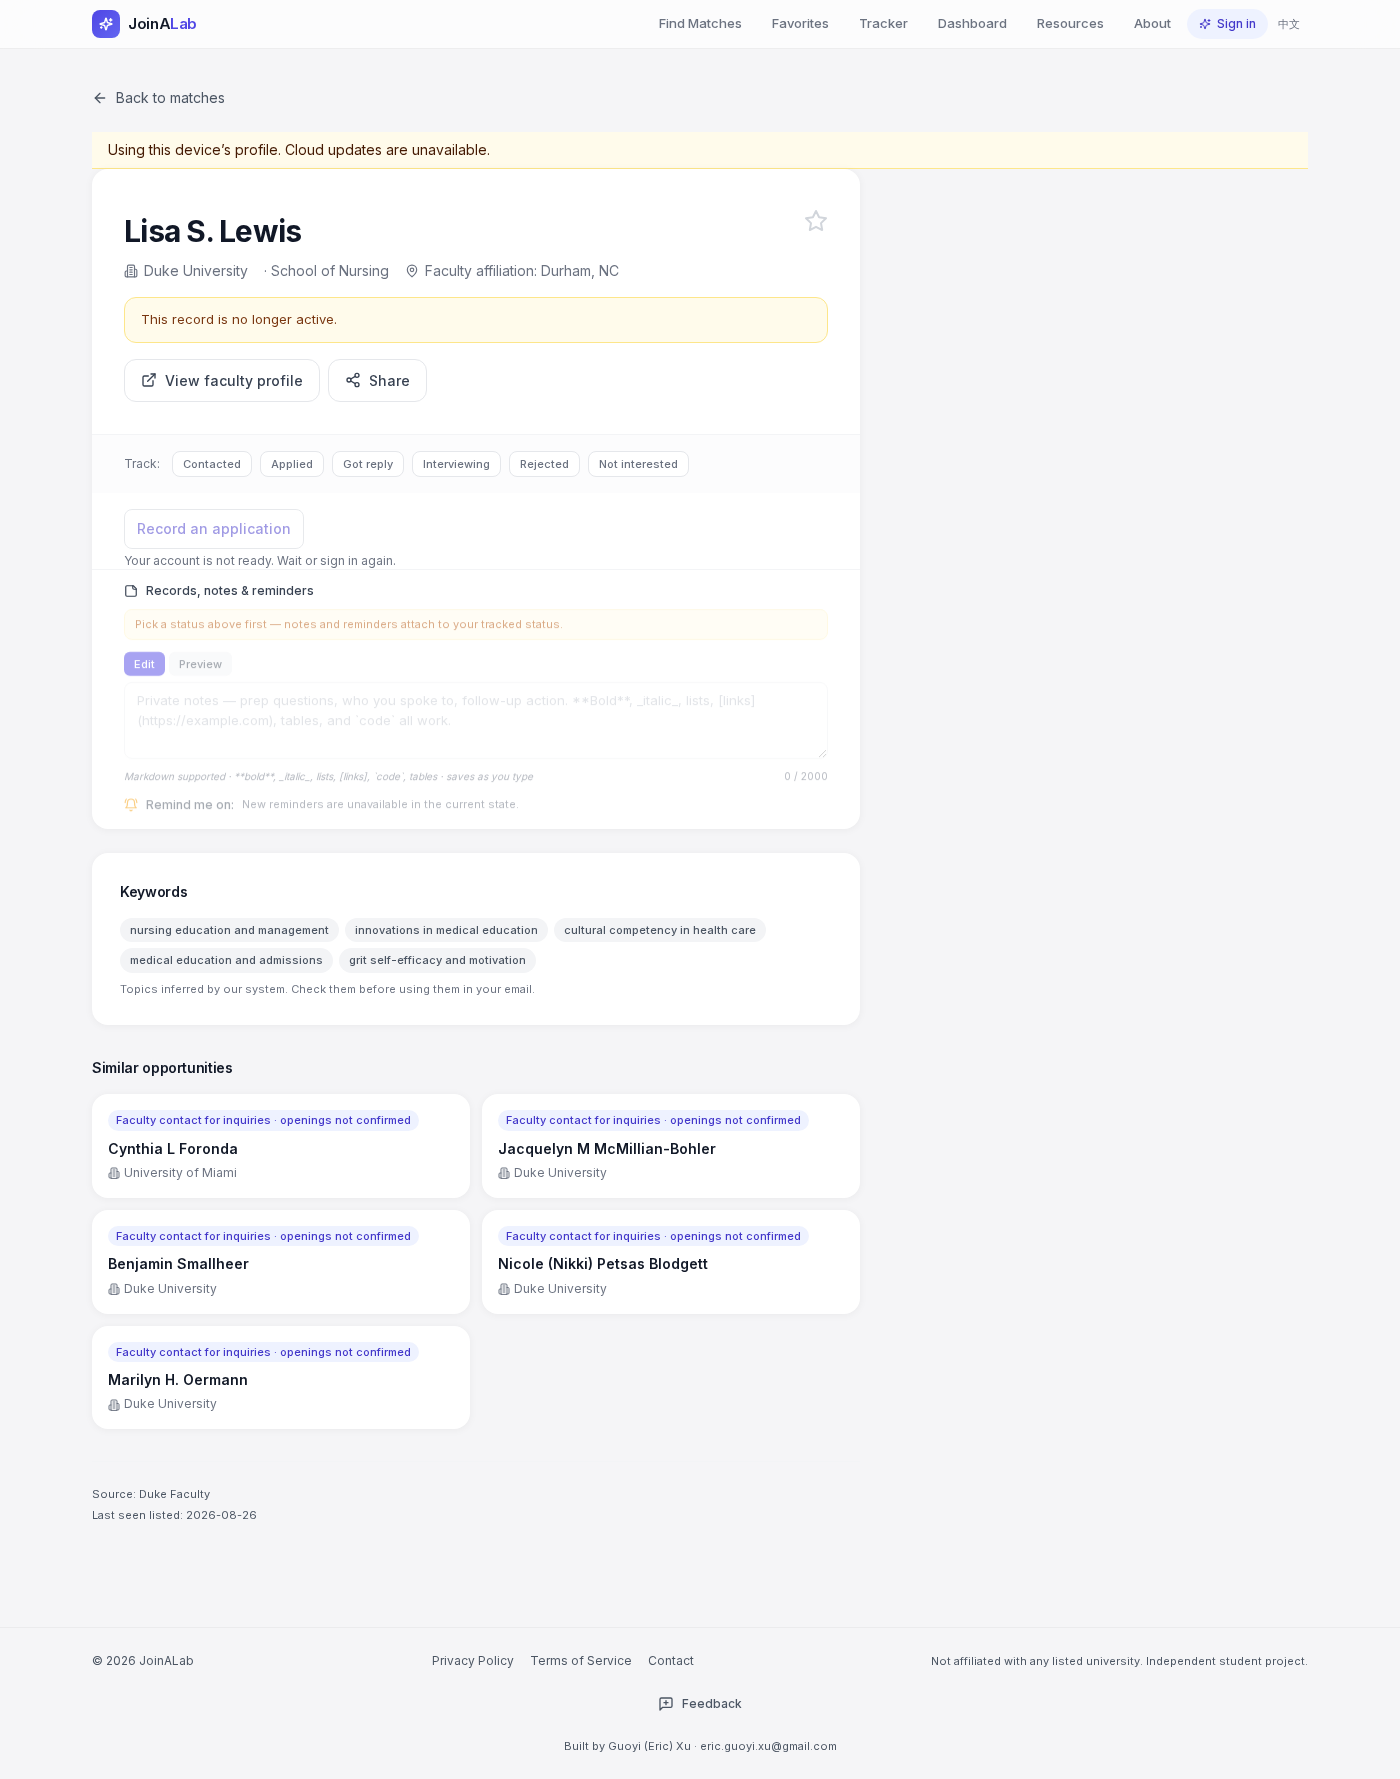 JoinALab
Find Matches
Favorites
Tracker
Dashboard
Resources
About
Sign in
中文
Back to matches
Using this device’s profile. Cloud updates are unavailable.
Lisa S. Lewis
Duke University · School of Nursing Faculty affiliation: Durham, NC
This record is no longer active.
View faculty profile
Share
Track: Contacted Applied Got reply Interviewing Rejected Not interested
Record an application
Your account is not ready. Wait or sign in again.
Records, notes & reminders
Pick a status above first — notes and reminders attach to your tracked status.
Edit Preview
Private notes — prep questions, who you spoke to, follow-up action. **Bold**, _italic_, lists, [links]
(https://example.com), tables, and `code` all work.
Markdown supported · **bold**, _italic_, lists, [links], `code`, tables · saves as you type 0 / 2000
Remind me on: New reminders are unavailable in the current state.
Keywords
nursing education and management innovations in medical education cultural competency in health care
medical education and admissions grit self-efficacy and motivation
Topics inferred by our system. Check them before using them in your email.
Similar opportunities
Faculty contact for inquiries · openings not confirmed
Cynthia L Foronda
University of Miami
Faculty contact for inquiries · openings not confirmed
Jacquelyn M McMillian-Bohler
Duke University
Faculty contact for inquiries · openings not confirmed
Benjamin Smallheer
Duke University
Faculty contact for inquiries · openings not confirmed
Nicole (Nikki) Petsas Blodgett
Duke University
Faculty contact for inquiries · openings not confirmed
Marilyn H. Oermann
Duke University
Source: Duke Faculty
Last seen listed: 2026-08-26
© 2026 JoinALab
Privacy Policy Terms of Service Contact
Not affiliated with any listed university. Independent student project.
Feedback
Built by Guoyi (Eric) Xu · eric.guoyi.xu@gmail.com